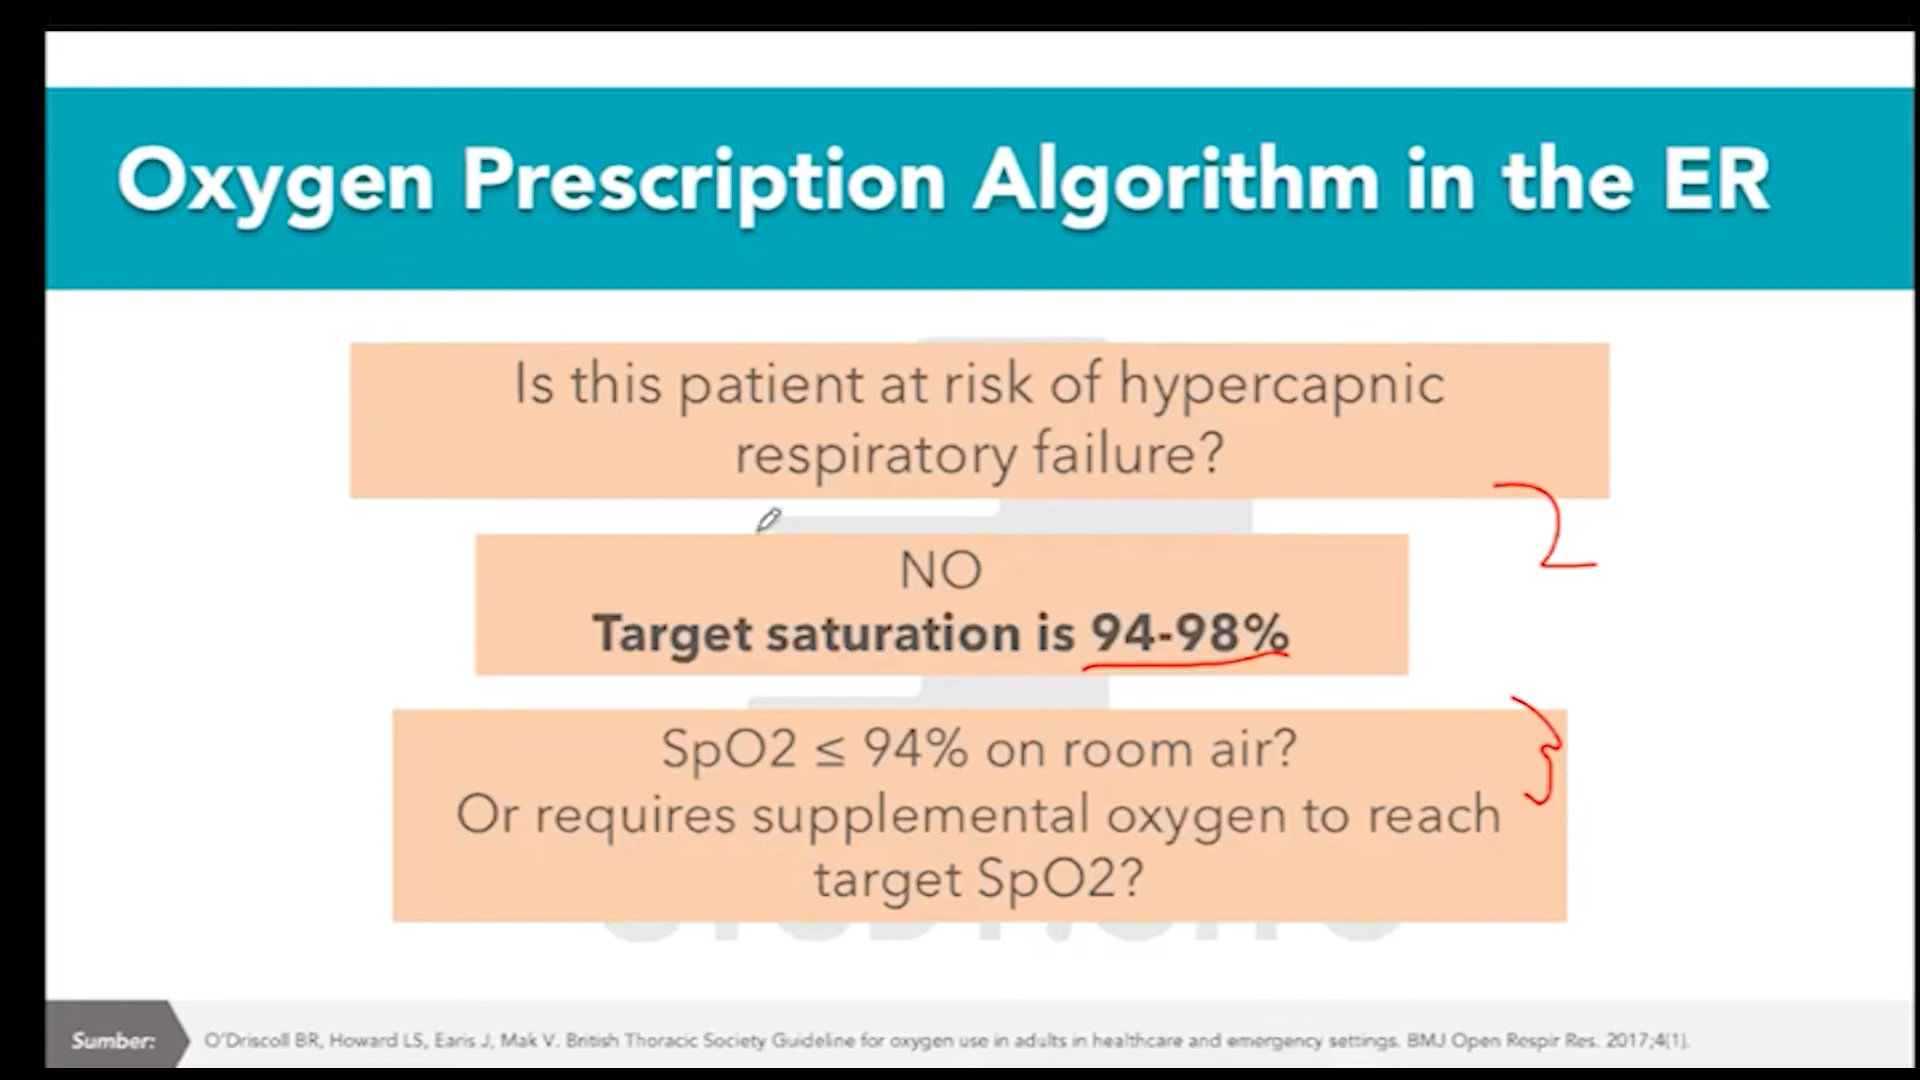 Oxygen Prescription Algorithm in the ER
Is this patient at risk of hypercapnic
respiratory failure?
2
NO
Target saturation is 94-98%
SpO2 ≤ 94% on room air?
3
Or requires supplemental oxygen to reach
target SpO2?
Sumber:
O'Driscoll BR, Howard LS, Earis J, Mak V. British Thoracic Society Guideline for oxygen use in adults in healthcare and emergency settings. BMJ Open Respir Res. 2017;4(1).